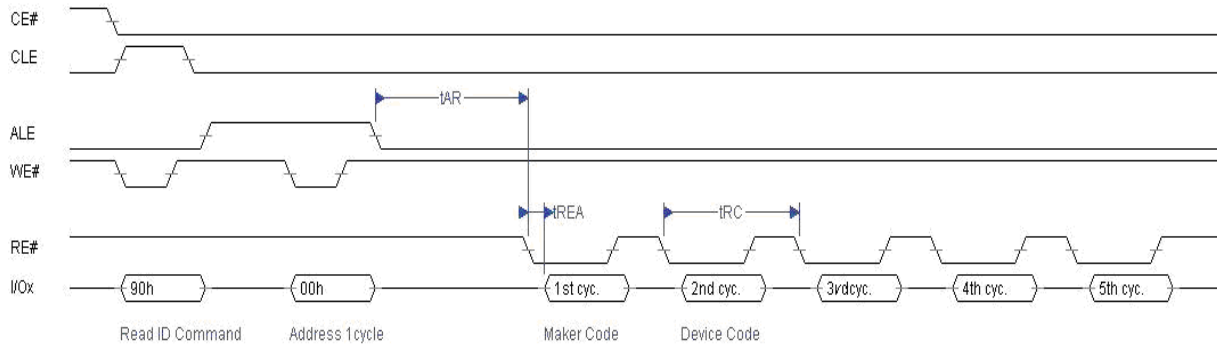 CE#
CLE
tAR
ALE
WE#
tREA
tRC
RE#
I/Ox
90h
00h
1st cyc.
2nd cyc.
3rdcyc.
4th cyc.
5th cyc.
Read ID Command
Address 1cycle
Maker Code
Device Code